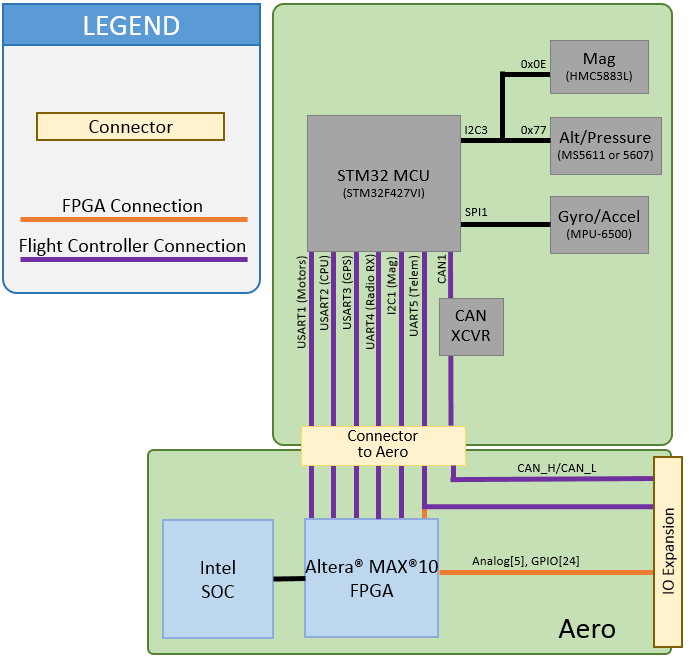 LEGEND
Connector
FPGA Connection
Flight Controller Connection
Mag
(HMC5883L)
0x0E
I2C3
0x77
Alt/Pressure
(MS5611 or 5607)
STM32 MCU
(STM32F427VI)
SPI1
Gyro/Accel
(MPU-6500)
USART1 (Motors)
USART2 (CPU)
USART3 (GPS)
UART4 (Radio RX)
I2C1 (Mag)
UART5 (Telem)
CAN1
CAN
XCVR
Connector
to Aero
CAN_H/CAN_L
Intel
SOC
Altera® MAX®10
FPGA
Analog[5], GPIO[24]
IO Expansion
Aero